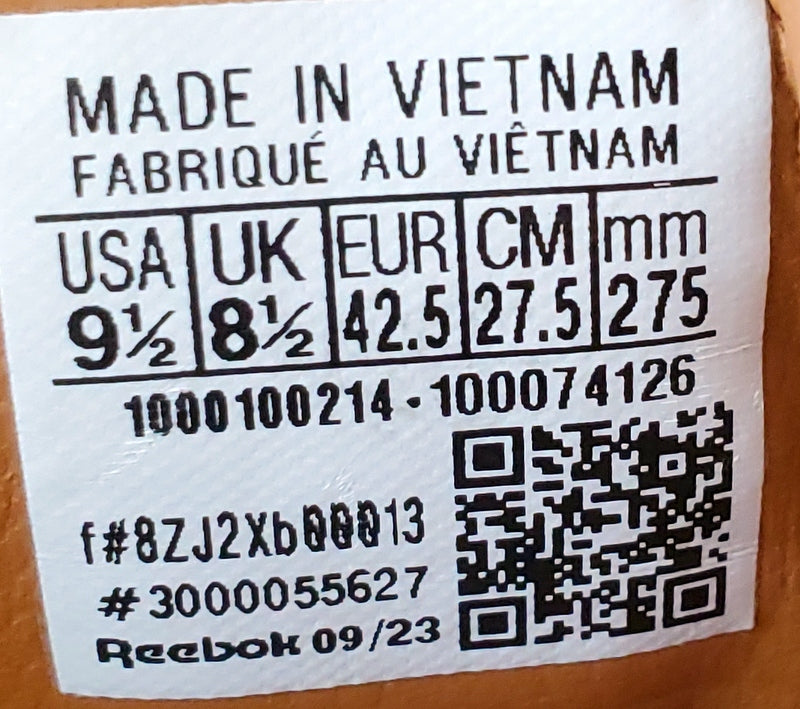 MADE IN VIETNAM
FABRIQUÉ AU VIÊTNAM
USA UK EUR CM mm
9½ 8½ 42.5 27.5 275
1000100214-100074126
f#8ZJ2Xb00013
#3000055627
Reebok 09/23